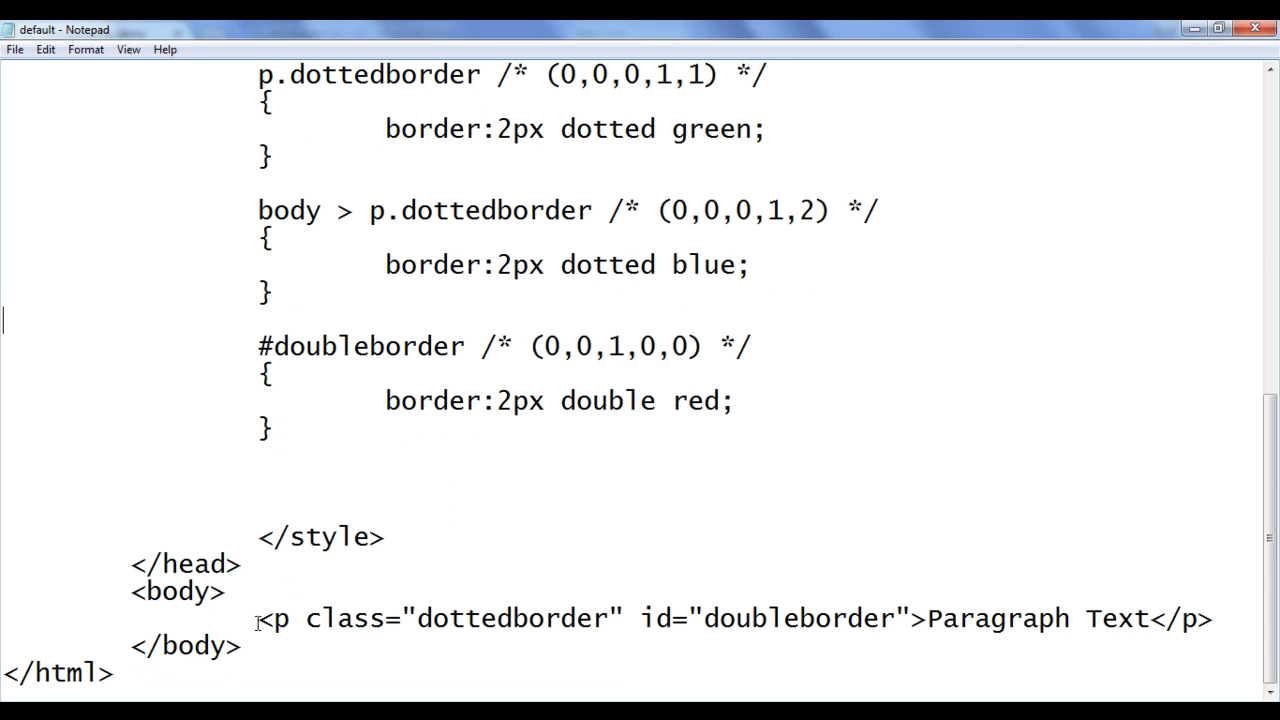 default - Notepad
File Edit Format View Help
p.dottedborder /* (0,0,0,1,1) */
{
border:2px dotted green;
}
body > p.dottedborder /* (0,0,0,1,2) */
{
border:2px dotted blue;
}
#doubleborder /* (0,0,1,0,0) */
{
border:2px double red;
}
</style>
</head>
<body>
<p class="dottedborder" id="doubleborder">Paragraph Text</p>
</body>
</html>